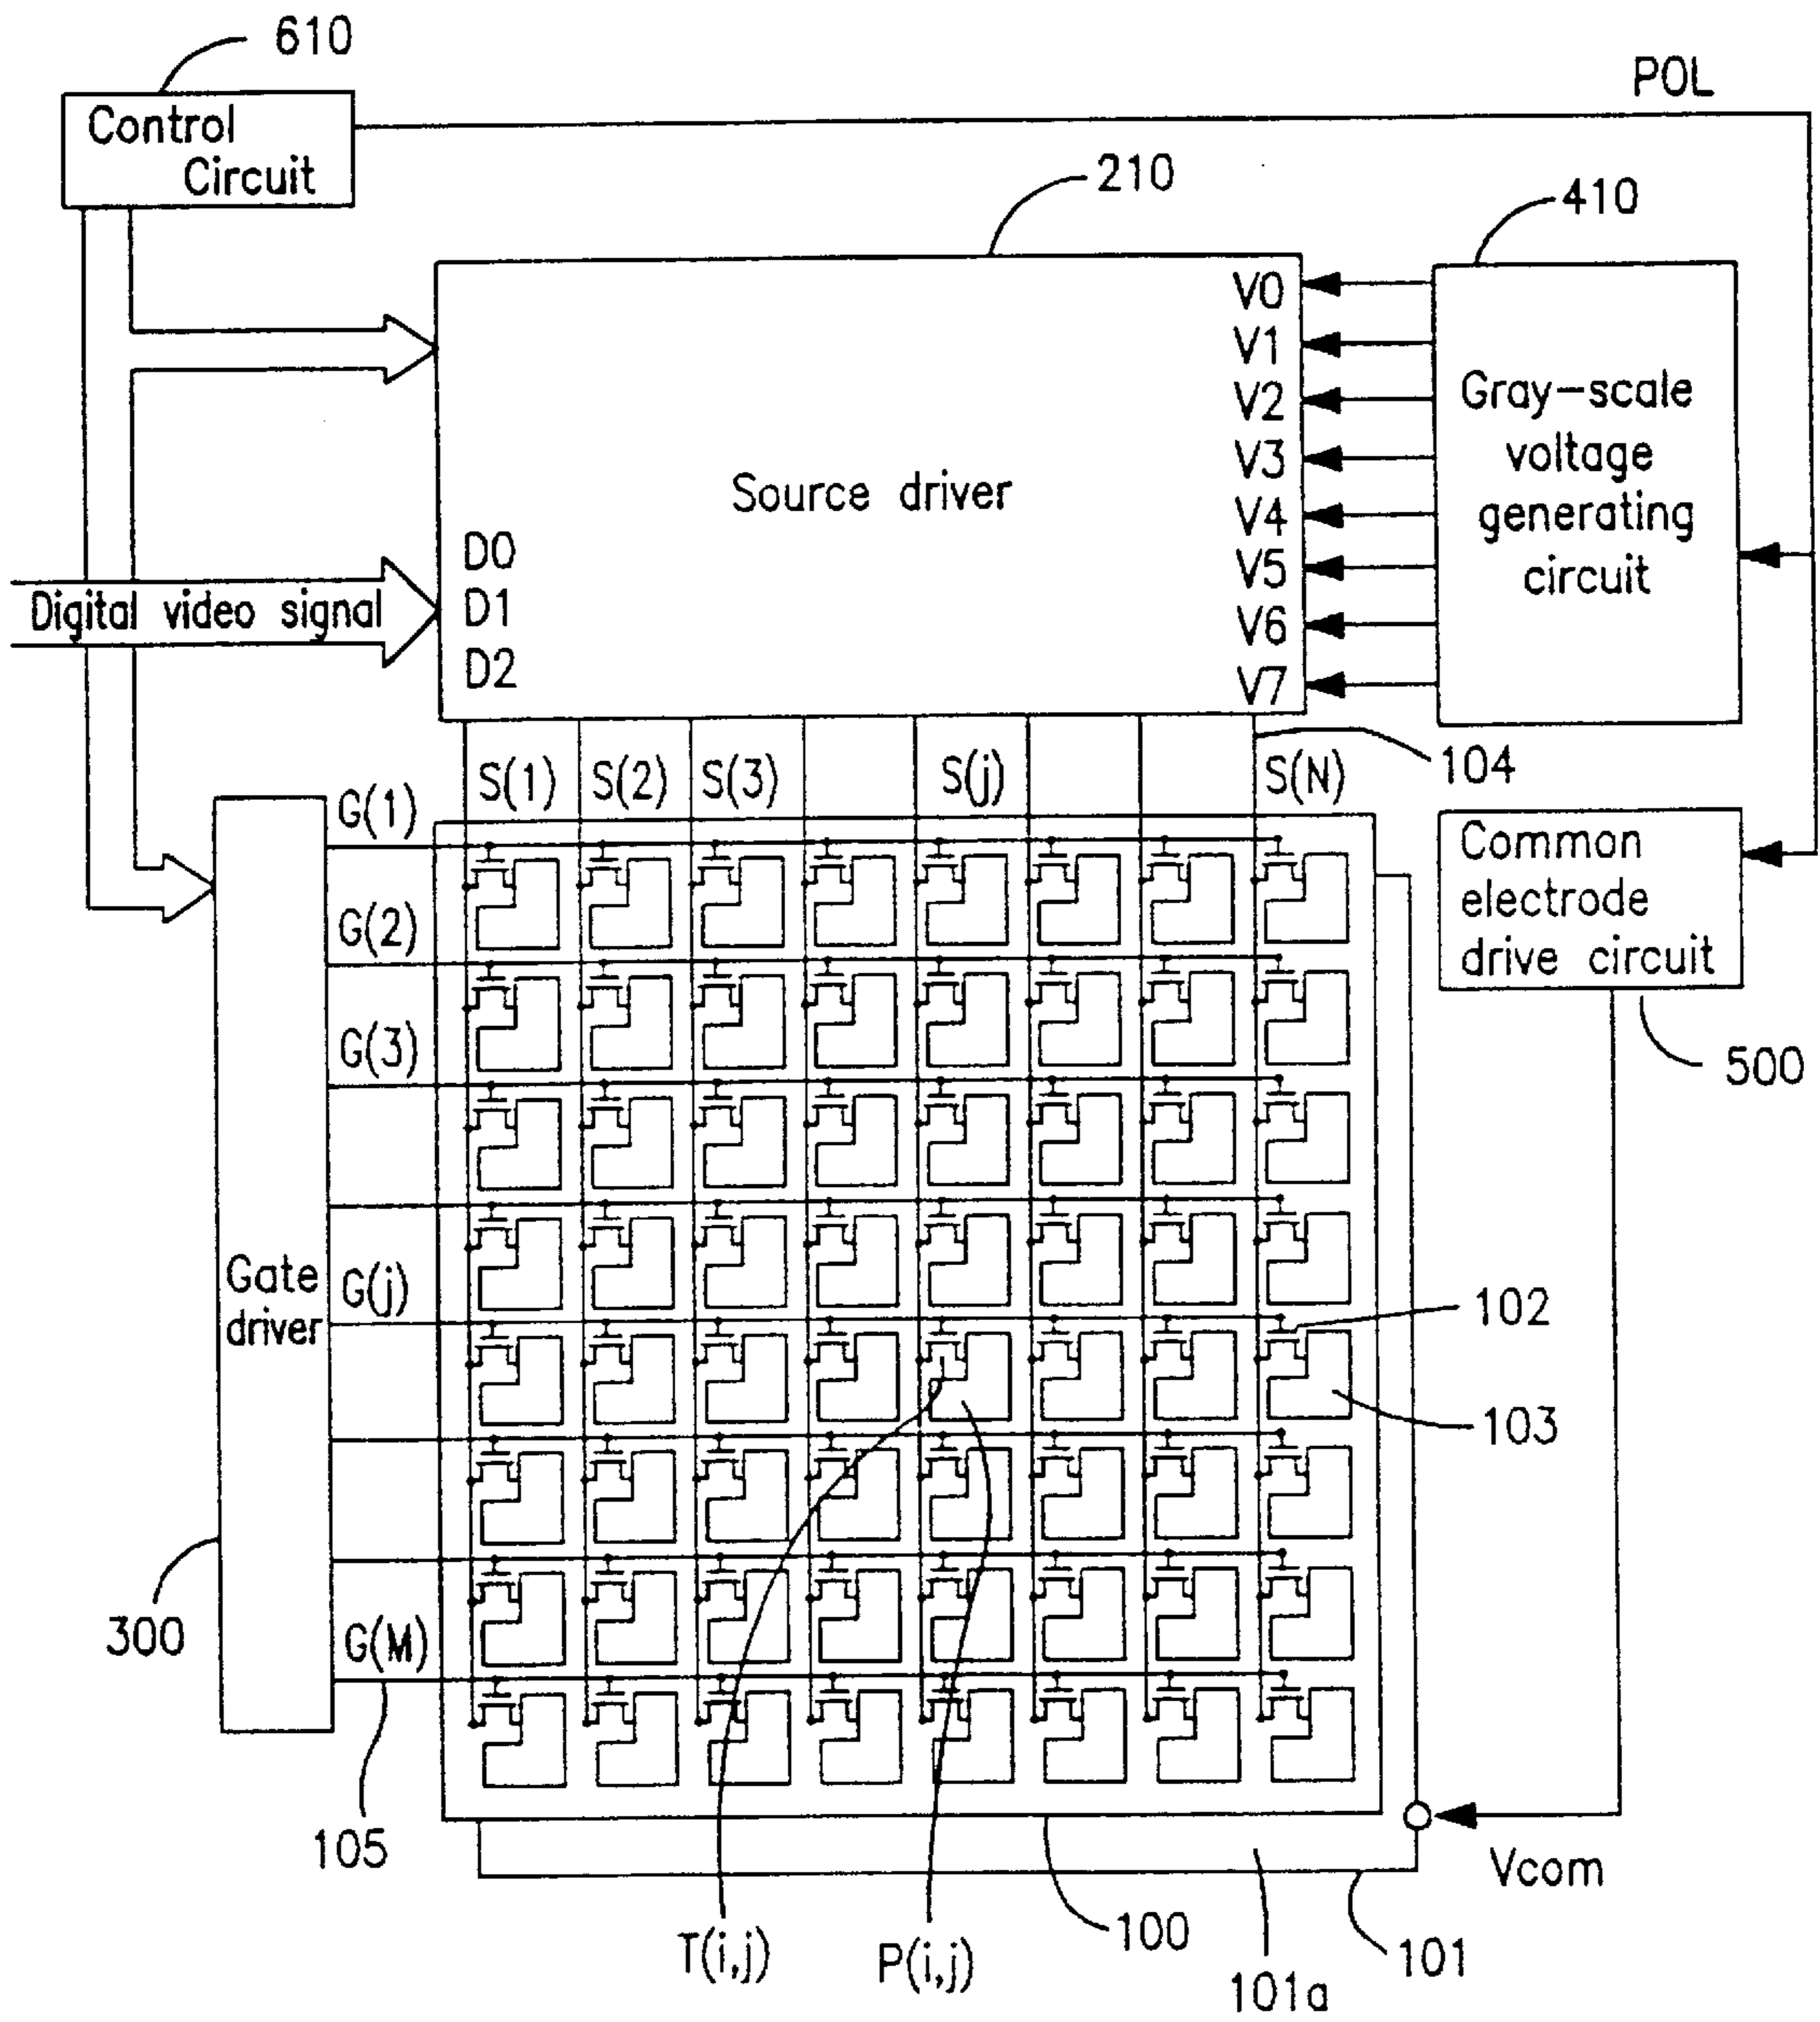 610
POL
Control
Circuit
210
410
V0
V1
V2
V3
V4
V5
V6
V7
Gray-scale
voltage
generating
circuit
Source driver
D0
D1
D2
Digital video signal
S(1)
S(2)
S(3)
S(j)
S(N)
104
G(1)
G(2)
G(3)
G(j)
G(M)
Common
electrode
drive circuit
500
Gate
driver
102
103
300
105
Vcom
T(i,j)
P(i,j)
100
101
101a